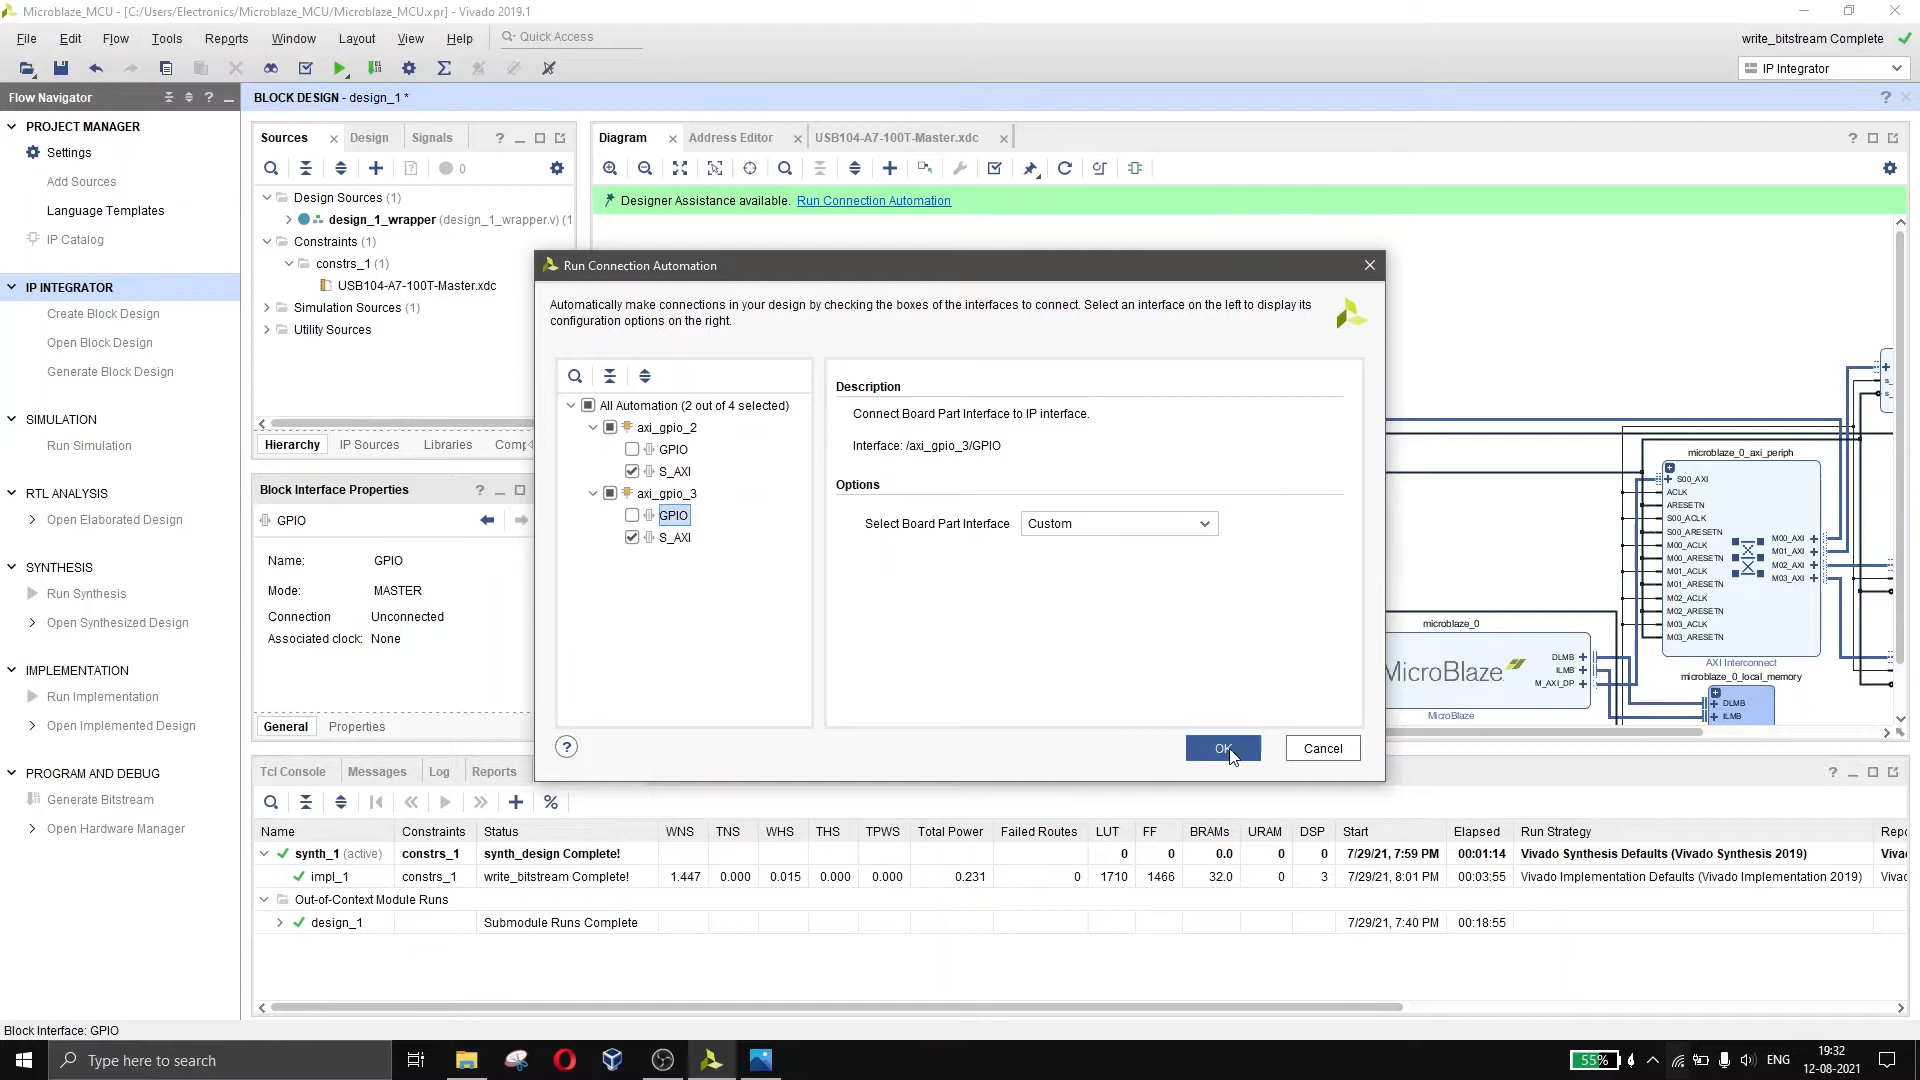 Microblaze_MCU - [C:/Users/Electronics/Microblaze_MCU/Microblaze_MCU.xpr] - Vivado 2019.1
File Edit Flow Tools Reports Window Layout View Help Quick Access
write_bitstream Complete
IP Integrator
Flow Navigator
BLOCK DESIGN - design_1 *
PROJECT MANAGER
Settings
Add Sources
Language Templates
IP Catalog
IP INTEGRATOR
Create Block Design
Open Block Design
Generate Block Design
SIMULATION
Run Simulation
RTL ANALYSIS
Open Elaborated Design
SYNTHESIS
Run Synthesis
Open Synthesized Design
IMPLEMENTATION
Run Implementation
Open Implemented Design
PROGRAM AND DEBUG
Generate Bitstream
Open Hardware Manager
Sources Design Signals
0
Design Sources (1)
design_1_wrapper (design_1_wrapper.v) (1
Constraints (1)
constrs_1 (1)
USB104-A7-100T-Master.xdc
Simulation Sources (1)
Utility Sources
Hierarchy IP Sources Libraries Comp
Block Interface Properties
GPIO
Name: GPIO
Mode: MASTER
Connection Unconnected
Associated clock: None
General Properties
Diagram Address Editor USB104-A7-100T-Master.xdc
Designer Assistance available. Run Connection Automation
Run Connection Automation
Automatically make connections in your design by checking the boxes of the interfaces to connect. Select an interface on the left to display its
configuration options on the right.
All Automation (2 out of 4 selected)
axi_gpio_2
GPIO
S_AXI
axi_gpio_3
GPIO
S_AXI
Description
Connect Board Part Interface to IP interface.
Interface: /axi_gpio_3/GPIO
Options
Select Board Part Interface Custom
OK Cancel
microblaze_0_axi_periph
S00_AXI
ACLK
ARESETN
S00_ACLK
S00_ARESETN
M00_ACLK
M00_ARESETN
M01_ACLK
M01_ARESETN
M02_ACLK
M02_ARESETN
M03_ACLK
M03_ARESETN
M00_AXI
M01_AXI
M02_AXI
M03_AXI
AXI Interconnect
microblaze_0
MicroBlaze
DLMB
ILMB
M_AXI_DP
MicroBlaze
microblaze_0_local_memory
DLMB
ILMB
Tcl Console Messages Log Reports
Name Constraints Status WNS TNS WHS THS TPWS Total Power Failed Routes LUT FF BRAMs URAM DSP Start Elapsed Run Strategy Repo
synth_1 (active) constrs_1 synth_design Complete! 0 0 0.0 0 0 7/29/21, 7:59 PM 00:01:14 Vivado Synthesis Defaults (Vivado Synthesis 2019) Viva
impl_1 constrs_1 write_bitstream Complete! 1.447 0.000 0.015 0.000 0.000 0.231 0 1710 1466 32.0 0 3 7/29/21, 8:01 PM 00:03:55 Vivado Implementation Defaults (Vivado Implementation 2019) Vivac
Out-of-Context Module Runs
design_1 Submodule Runs Complete 7/29/21, 7:40 PM 00:18:55
Block Interface: GPIO
Type here to search
55%
ENG
19:32
12-08-2021